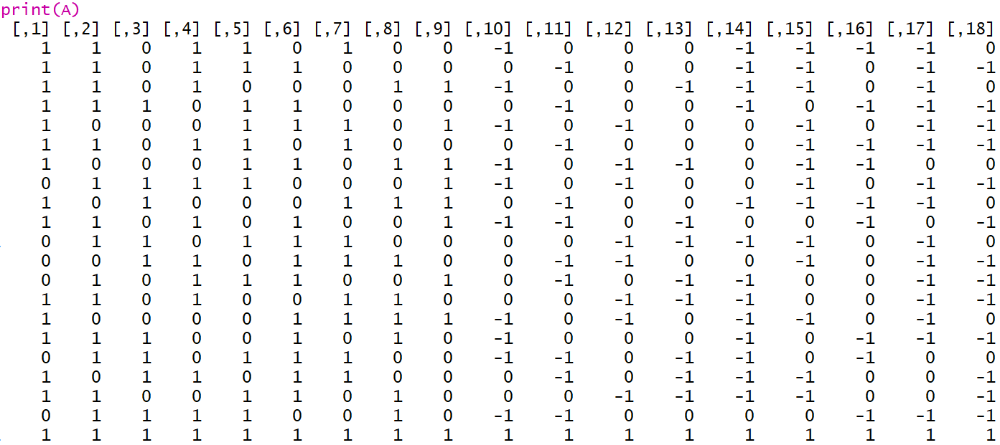 print(A)
[,1] [,2] [,3] [,4] [,5] [,6] [,7] [,8] [,9] [,10] [,11] [,12] [,13] [,14] [,15] [,16] [,17] [,18]
1 1 0 1 1 0 1 0 0 -1 0 0 0 -1 -1 -1 -1 0
1 1 0 1 1 1 0 0 0 0 -1 0 0 -1 -1 0 -1 -1
1 1 0 1 0 0 0 1 1 -1 0 0 -1 -1 -1 0 -1 0
1 1 1 0 1 1 0 0 0 0 -1 0 0 -1 0 -1 -1 -1
1 0 0 0 1 1 1 0 1 -1 0 -1 0 0 -1 0 -1 -1
1 1 0 1 1 0 1 0 0 0 -1 0 0 0 -1 -1 -1 -1
1 0 0 0 1 1 0 1 1 -1 0 -1 -1 0 -1 -1 0 0
0 1 1 1 1 0 0 0 1 -1 0 -1 0 0 -1 0 -1 -1
1 0 1 0 0 0 1 1 1 0 -1 0 0 -1 -1 -1 -1 0
1 1 0 1 0 1 0 0 1 -1 -1 0 -1 0 0 -1 0 -1
0 1 1 0 1 1 1 0 0 0 0 -1 -1 -1 -1 0 -1 0
0 0 1 1 0 1 1 1 0 0 -1 -1 0 0 -1 0 -1 -1
0 1 0 1 1 1 0 0 1 0 -1 0 -1 -1 0 0 -1 -1
1 1 0 1 0 0 1 1 0 0 0 -1 -1 -1 0 0 -1 -1
1 0 0 0 0 1 1 1 1 -1 0 -1 0 -1 -1 0 -1 0
1 1 1 0 0 1 0 1 0 -1 0 0 0 -1 0 -1 -1 -1
0 1 1 0 1 1 1 0 0 -1 -1 0 -1 -1 0 -1 0 0
1 0 1 1 0 1 1 0 0 0 -1 0 -1 -1 -1 0 0 -1
1 1 0 0 1 1 0 1 0 0 0 -1 -1 -1 -1 0 0 -1
0 1 1 1 1 0 0 1 0 -1 -1 0 0 0 0 -1 -1 -1
1 1 1 1 1 1 1 1 1 1 1 1 1 1 1 1 1 1